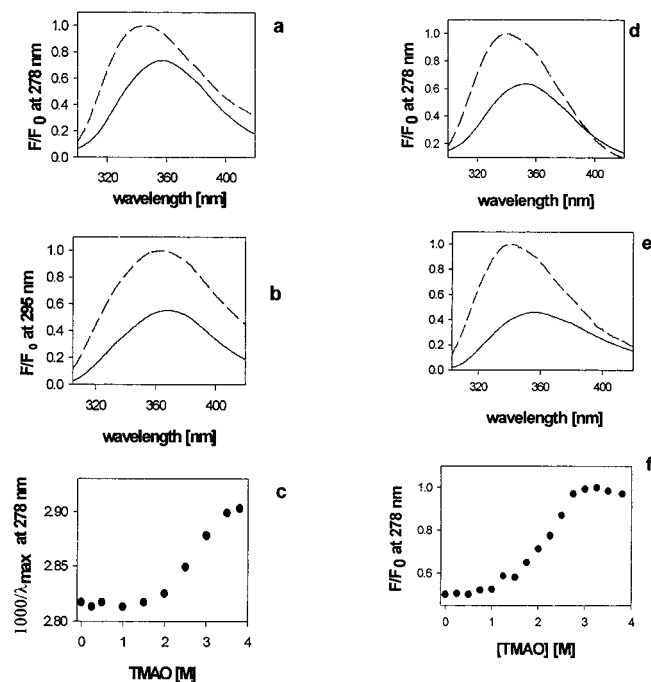 a
F/F0 at 278 nm
1.0
0.8
0.6
0.4
0.2
0.0
320 360 400
wavelength [nm]
d
F/F0 at 278 nm
1.0
0.8
0.6
0.4
0.2
320 360 400
wavelength [nm]
b
F/F0 at 295 nm
1.0
0.8
0.6
0.4
0.2
0.0
320 360 400
wavelength [nm]
e
1.0
0.8
0.6
0.4
0.2
0.0
320 360 400
wavelength [nm]
c
1000/λmax at 278 nm
2.90
2.85
2.80
0 1 2 3 4
TMAO [M]
f
F/F0 at 278 nm
1.0
0.8
0.6
0 1 2 3 4
[TMAO] [M]